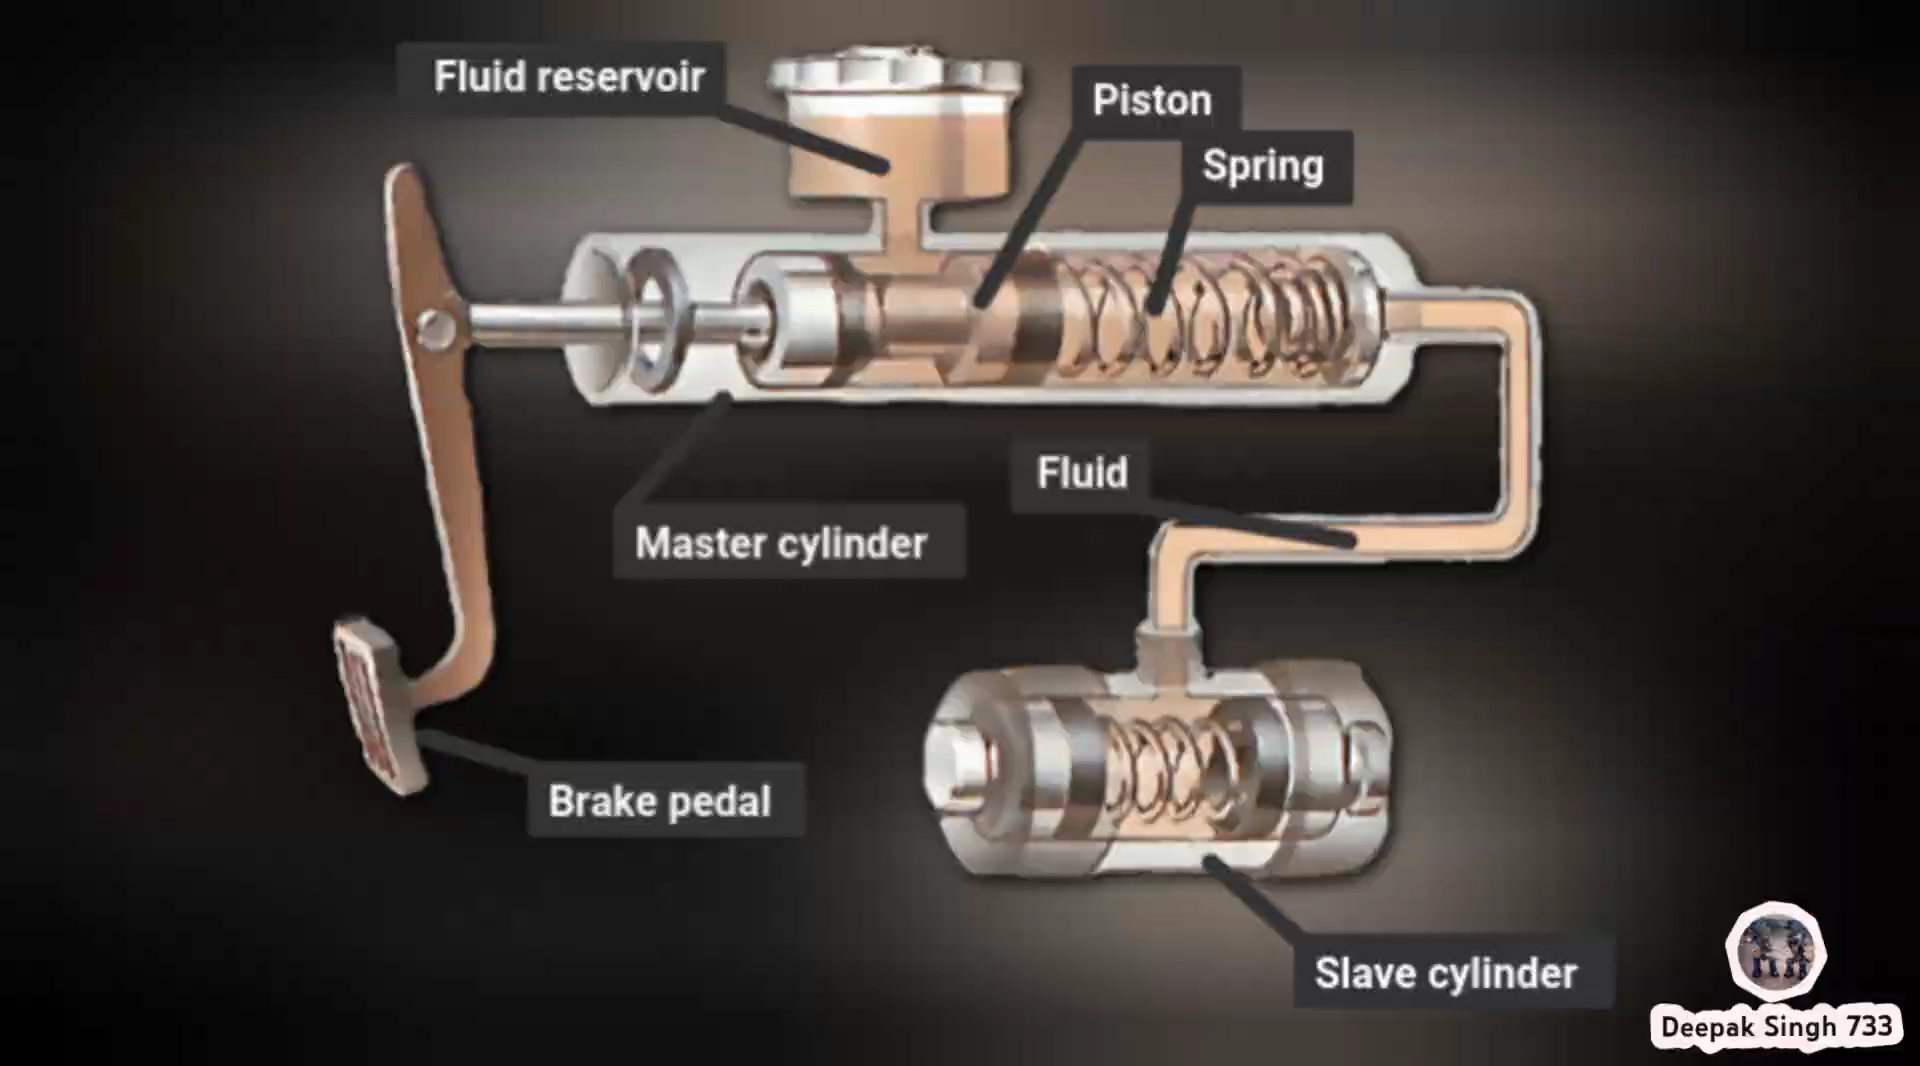 Fluid reservoir
Piston
Spring
Fluid
Master cylinder
Brake pedal
Slave cylinder
Deepak Singh 733